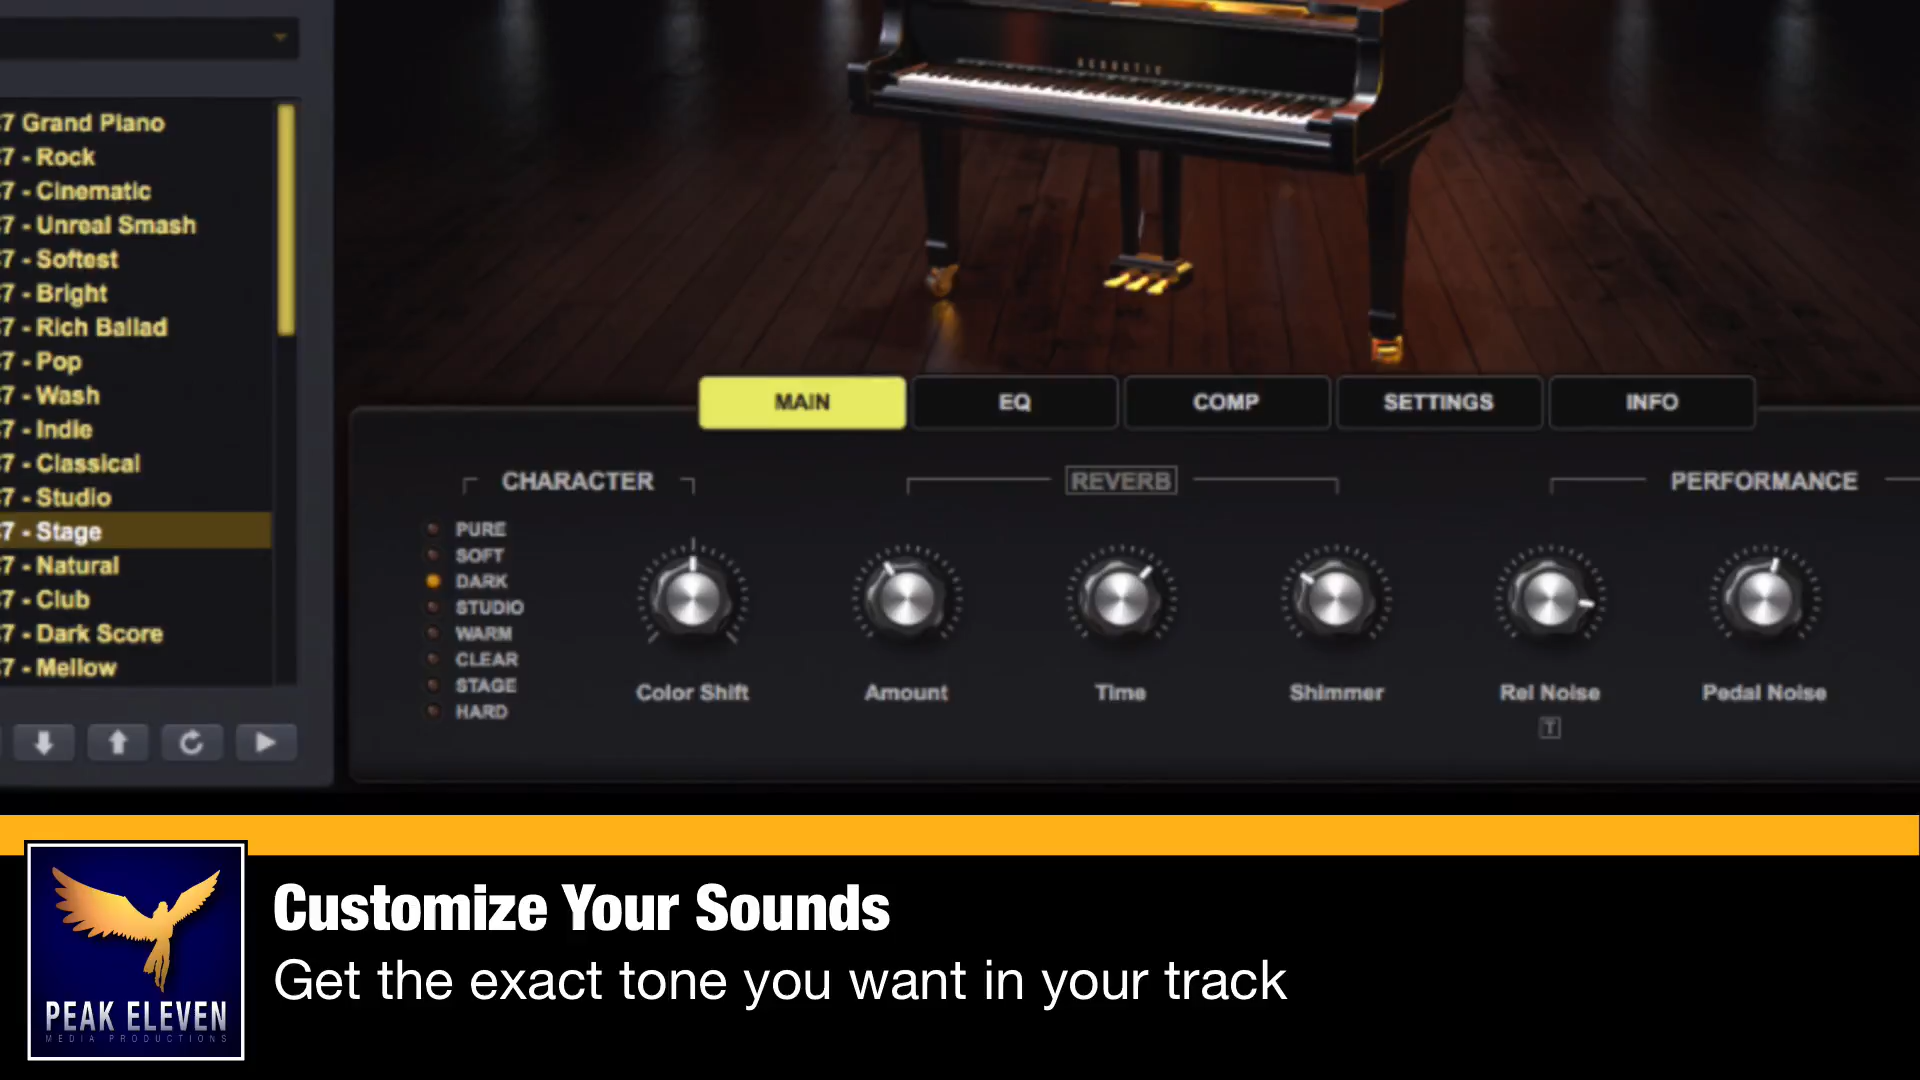 7 Grand Piano
7 - Rock
7 - Cinematic
7 - Unreal Smash
7 - Softest
7 - Bright
7 - Rich Ballad
7 - Pop
7 - Wash
7 - Indie
7 - Classical
7 - Studio
7 - Stage
7 - Natural
7 - Club
7 - Dark Score
7 - Mellow
ACOUSTIC
MAIN EQ COMP SETTINGS INFO
CHARACTER REVERB PERFORMANCE
PURE
SOFT
DARK
STUDIO
WARM
CLEAR
STAGE
HARD
Color Shift Amount Time Shimmer Rel Noise Pedal Noise
T
Customize Your Sounds
Get the exact tone you want in your track
PEAK ELEVEN
MEDIA PRODUCTIONS